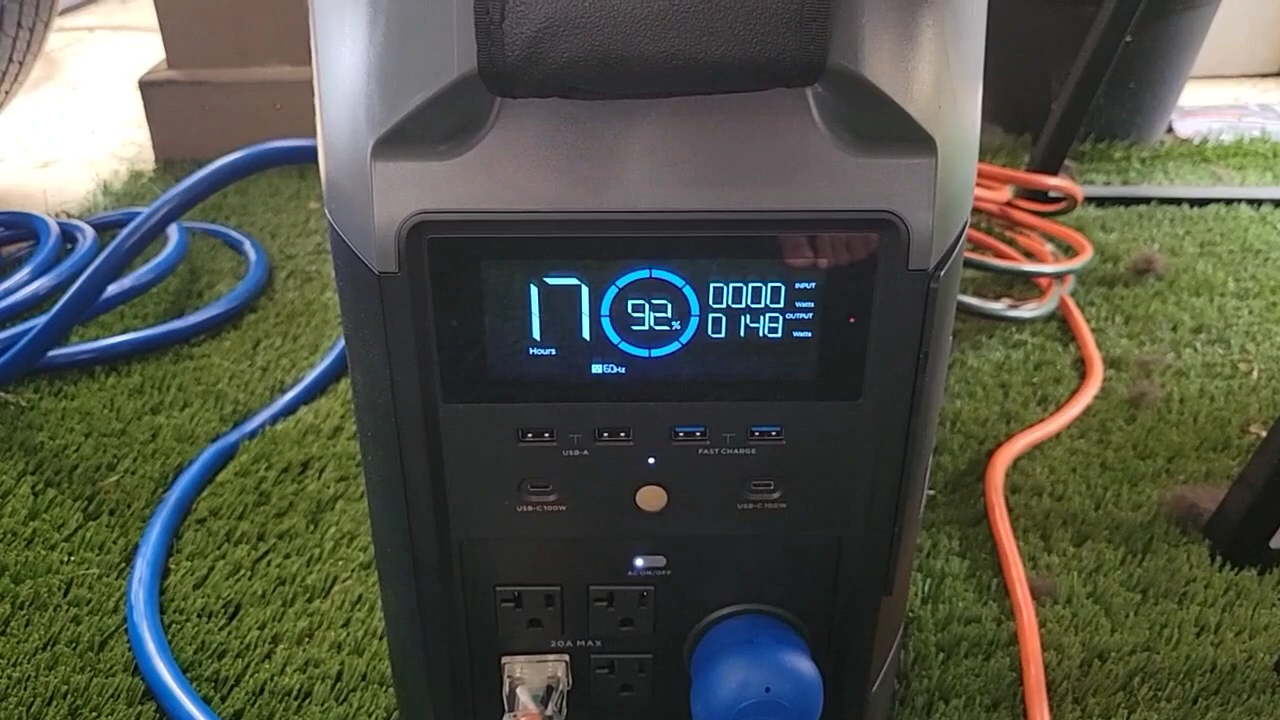 17
Hours
92%
0000 INPUT Watts
0148 OUTPUT Watts
60Hz
USB-A
FAST CHARGE
USB-C 100W
USB-C 100W
AC ON/OFF
20A MAX